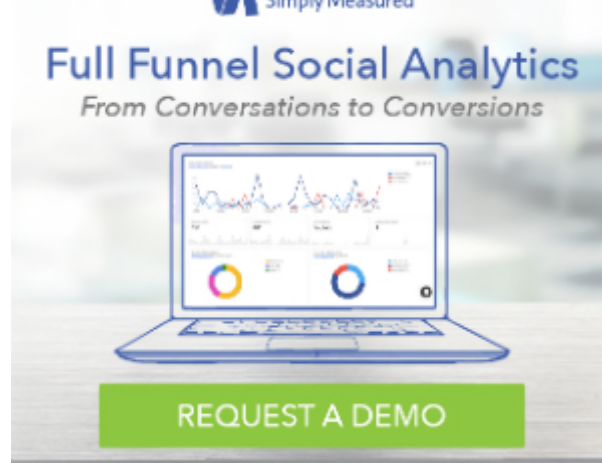 Simply Measured
Full Funnel Social Analytics
From Conversations to Conversions
REQUEST A DEMO